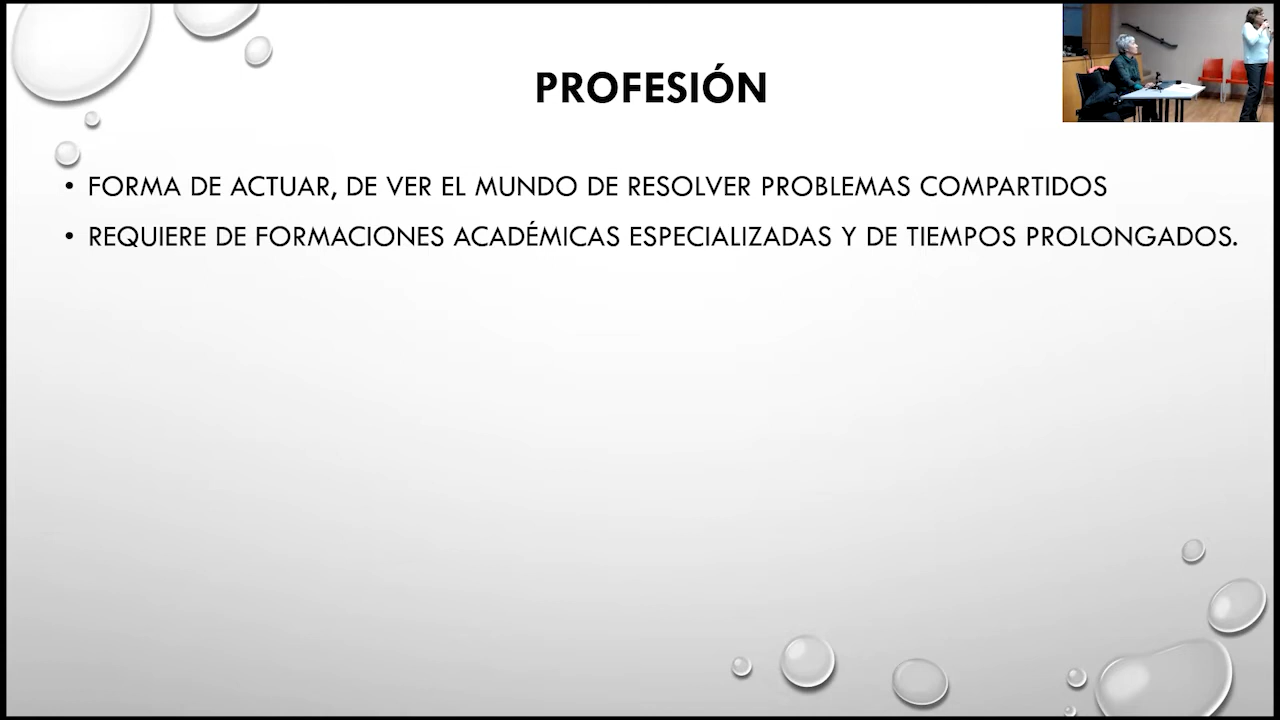 PROFESIÓN
• FORMA DE ACTUAR, DE VER EL MUNDO DE RESOLVER PROBLEMAS COMPARTIDOS
• REQUIERE DE FORMACIONES ACADÉMICAS ESPECIALIZADAS Y DE TIEMPOS PROLONGADOS.